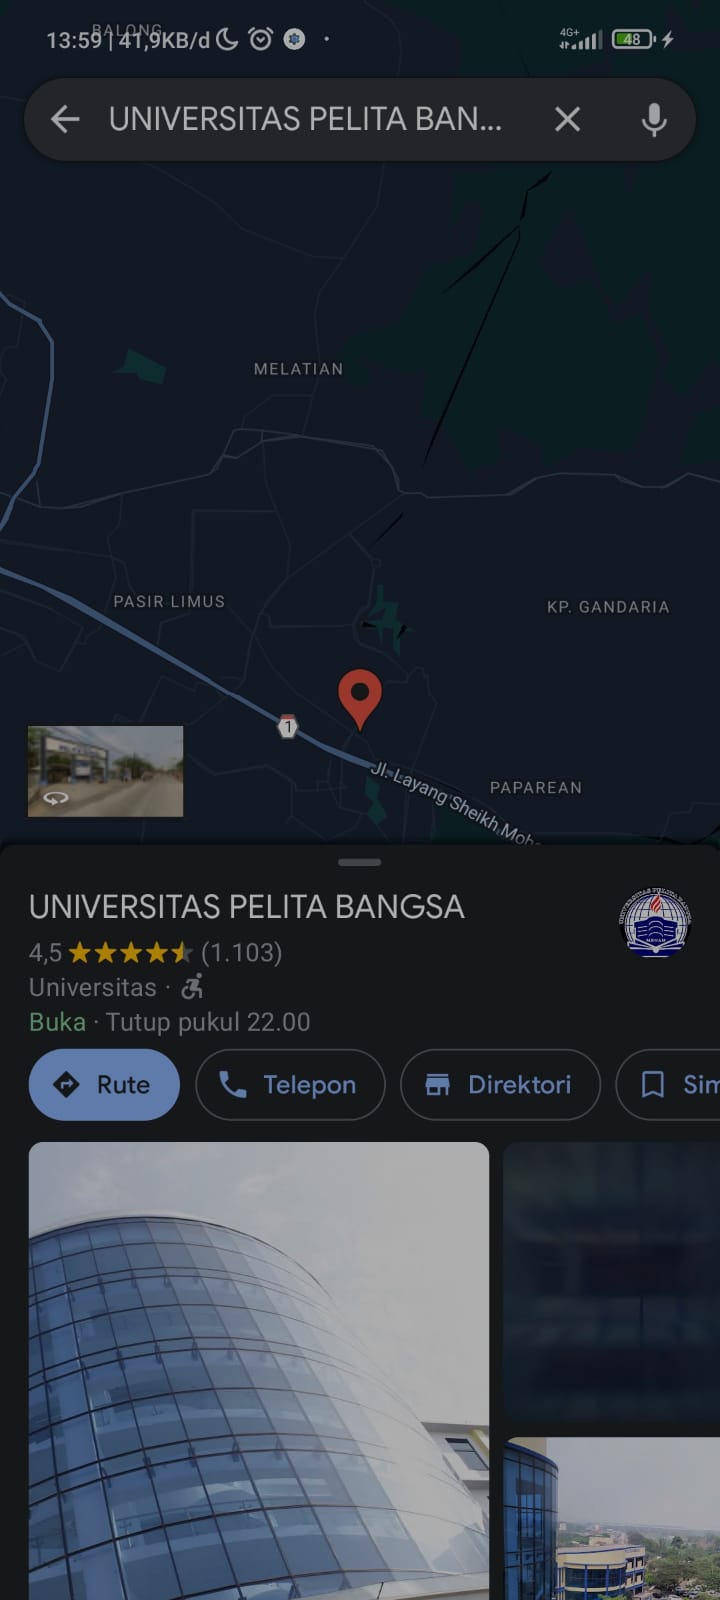 BALONG
13:59 | 41,9KB/d
4G+
48
UNIVERSITAS PELITA BAN...
MELATIAN
PASIR LIMUS
KP. GANDARIA
1
Jl. Layang Sheikh Moh
PAPAREAN
UNIVERSITAS PELITA BANGSA
4,5 (1.103)
Universitas ·
Buka · Tutup pukul 22.00
Rute
Telepon
Direktori
Sim